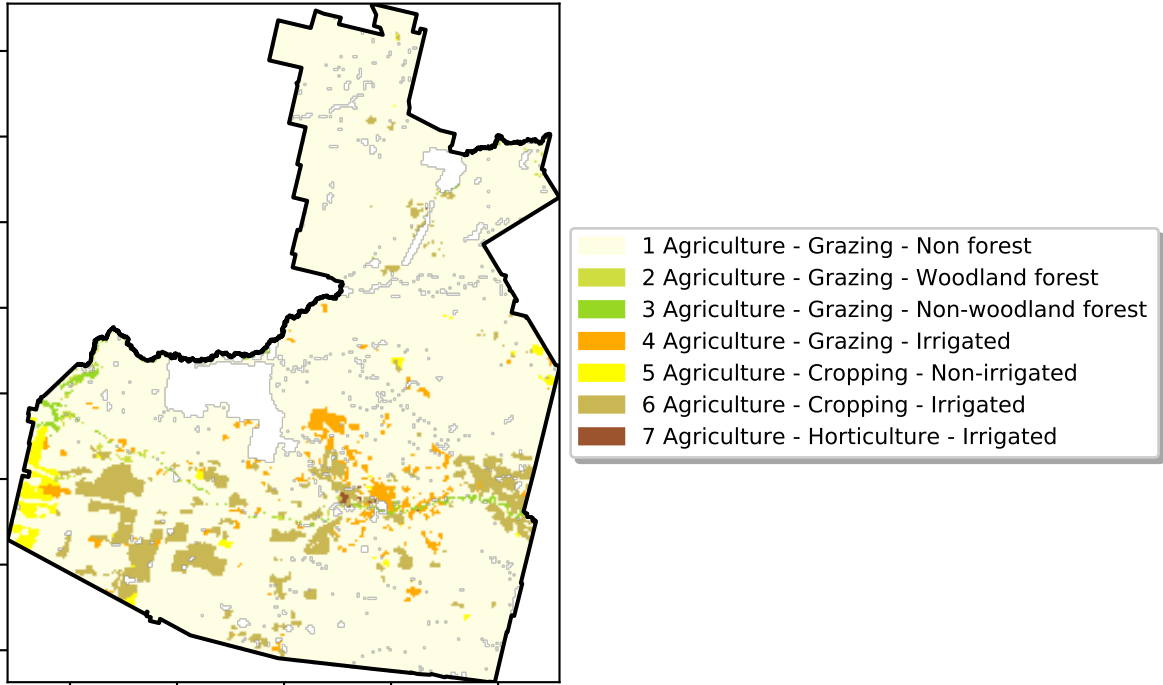 1 Agriculture - Grazing - Non forest
2 Agriculture - Grazing - Woodland forest
3 Agriculture - Grazing - Non-woodland forest
4 Agriculture - Grazing - Irrigated
5 Agriculture - Cropping - Non-irrigated
6 Agriculture - Cropping - Irrigated
7 Agriculture - Horticulture - Irrigated